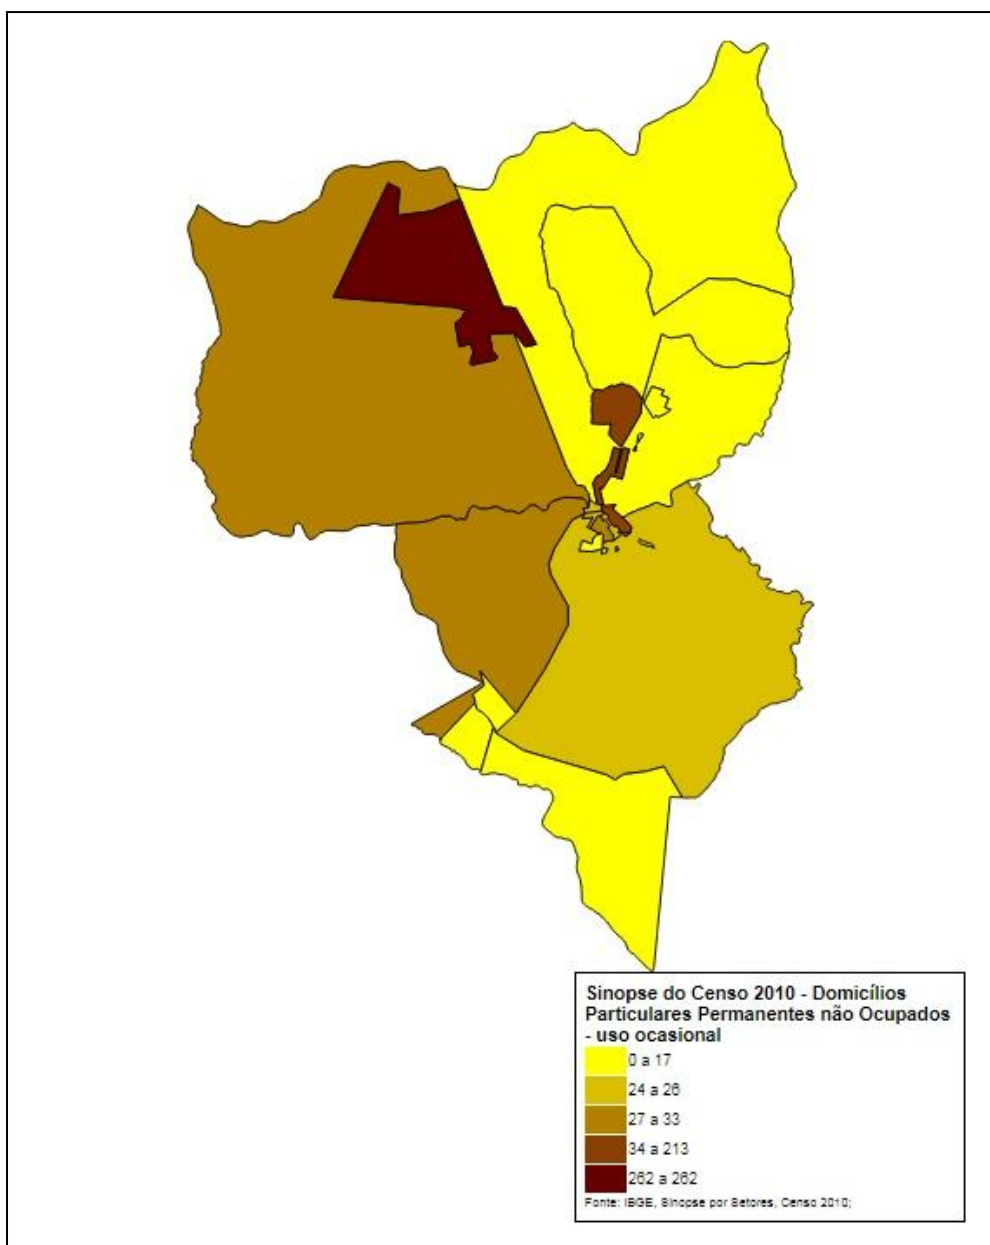 Sinopse do Censo 2010 - Domicílios
Particulares Permanentes não Ocupados
- uso ocasional
0 a 17
24 a 26
27 a 33
34 a 213
262 a 262
Fonte: IBGE, Sinopse por Setores, Censo 2010;